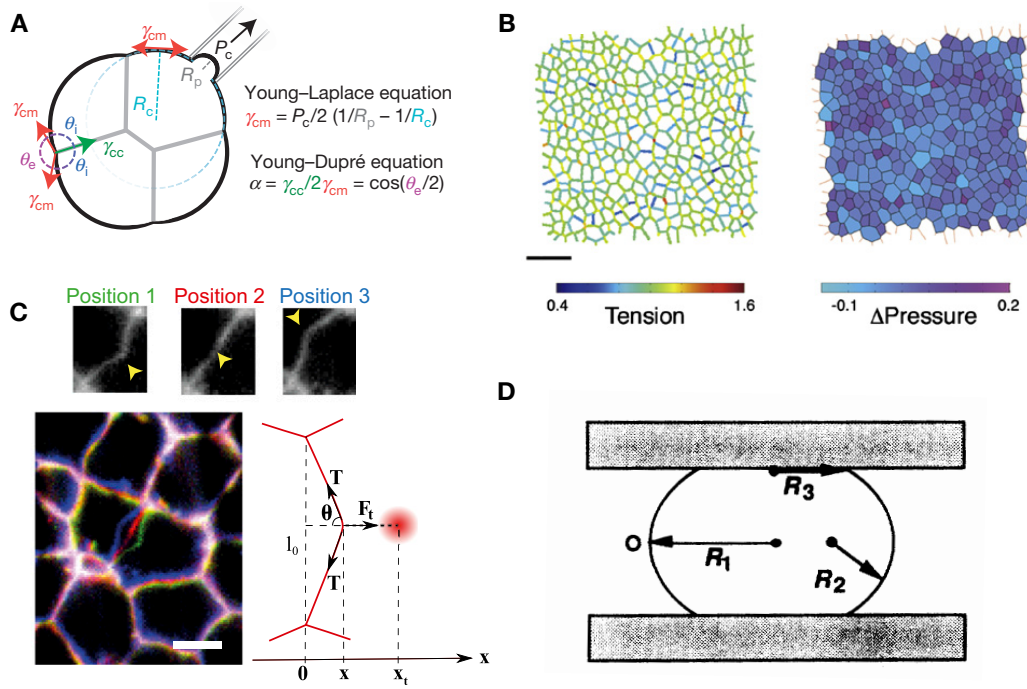 A
γcm
Pc
Rp
Rc
Young–Laplace equation
γcm = Pc/2 (1/Rp – 1/Rc)
γcm
θi
γcc
θe
θi
γcm
Young–Dupré equation
α = γcc/2γcm = cos(θe/2)
B
0.4
1.6
Tension
-0.1
0.2
ΔPressure
C
Position 1
Position 2
Position 3
T
θ
Ft
l0
T
0
x
xt
x
D
R3
O
R1
R2